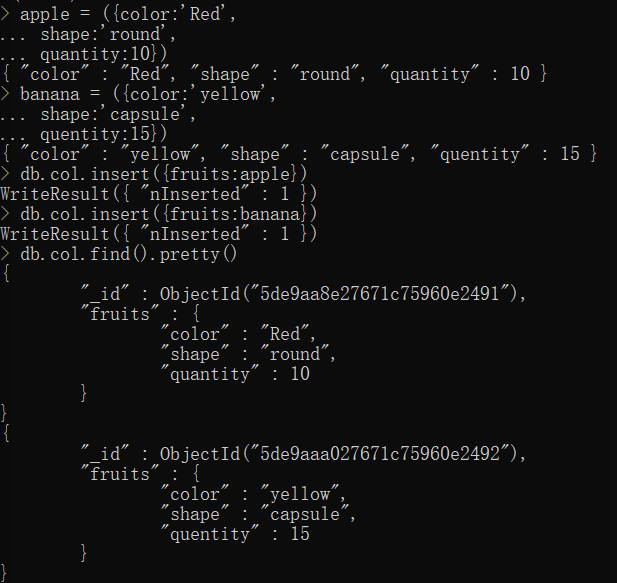 > apple = ({color:'Red',
... shape:'round',
... quantity:10})
{ "color" : "Red", "shape" : "round", "quantity" : 10 }
> banana = ({color:'yellow',
... shape:'capsule',
... quentity:15})
{ "color" : "yellow", "shape" : "capsule", "quentity" : 15 }
> db.col.insert({fruits:apple})
WriteResult({ "nInserted" : 1 })
> db.col.insert({fruits:banana})
WriteResult({ "nInserted" : 1 })
> db.col.find().pretty()
{
        "_id" : ObjectId("5de9aa8e27671c75960e2491"),
        "fruits" : {
                "color" : "Red",
                "shape" : "round",
                "quantity" : 10
        }
}
{
        "_id" : ObjectId("5de9aaa027671c75960e2492"),
        "fruits" : {
                "color" : "yellow",
                "shape" : "capsule",
                "quentity" : 15
        }
}